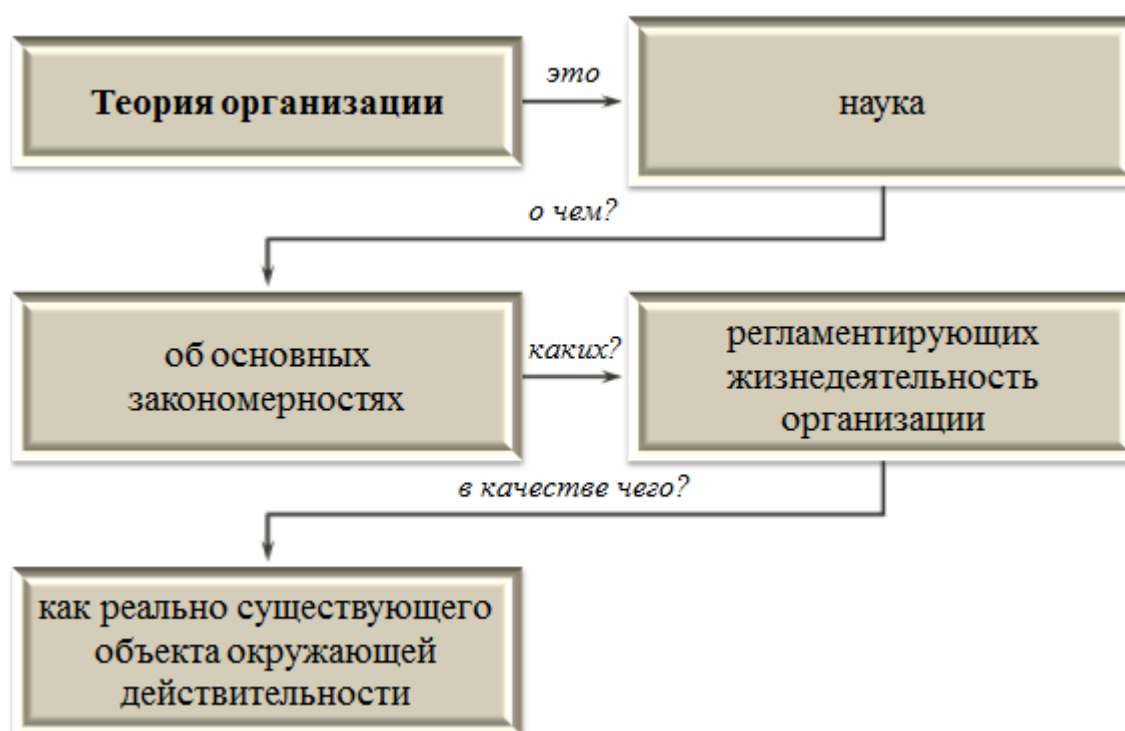 Теория организации
это
наука
о чем?
об основных
закономерностях
каких?
регламентирующих
жизнедеятельность
организации
в качестве чего?
как реально существующего
объекта окружающей
действительности